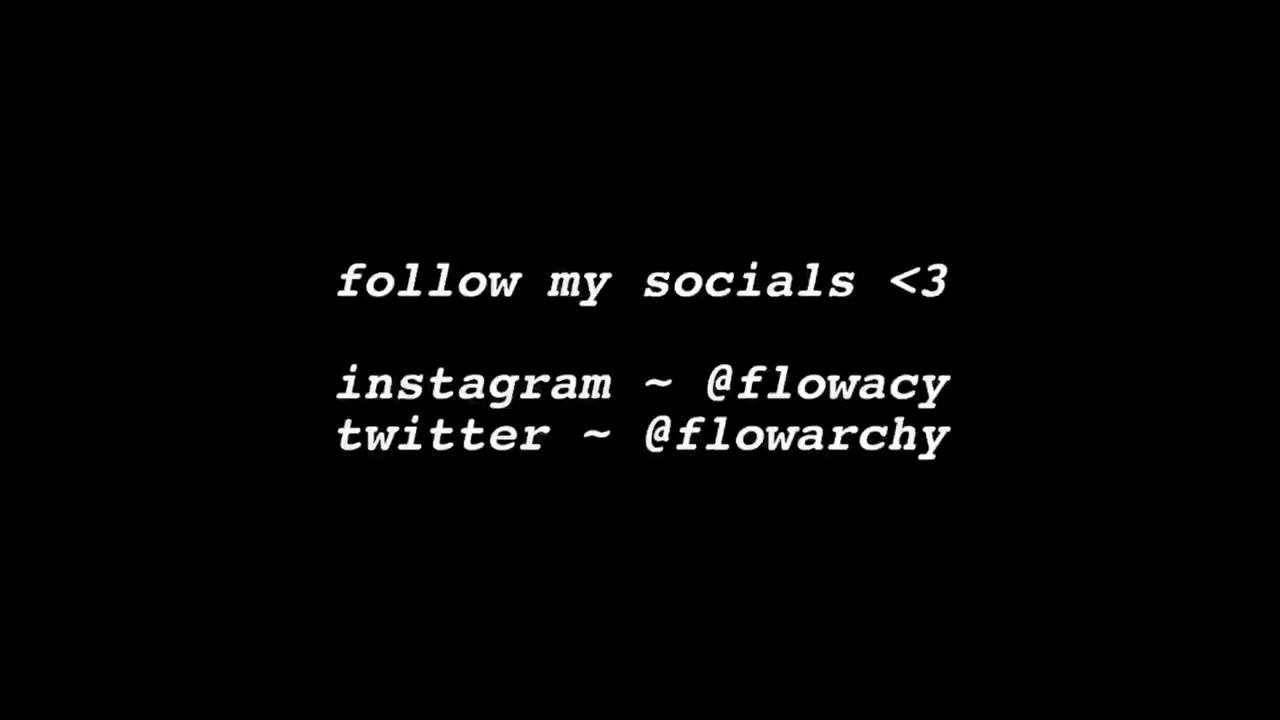 follow my socials <3
instagram ~ @flowacy
twitter ~ @flowarchy